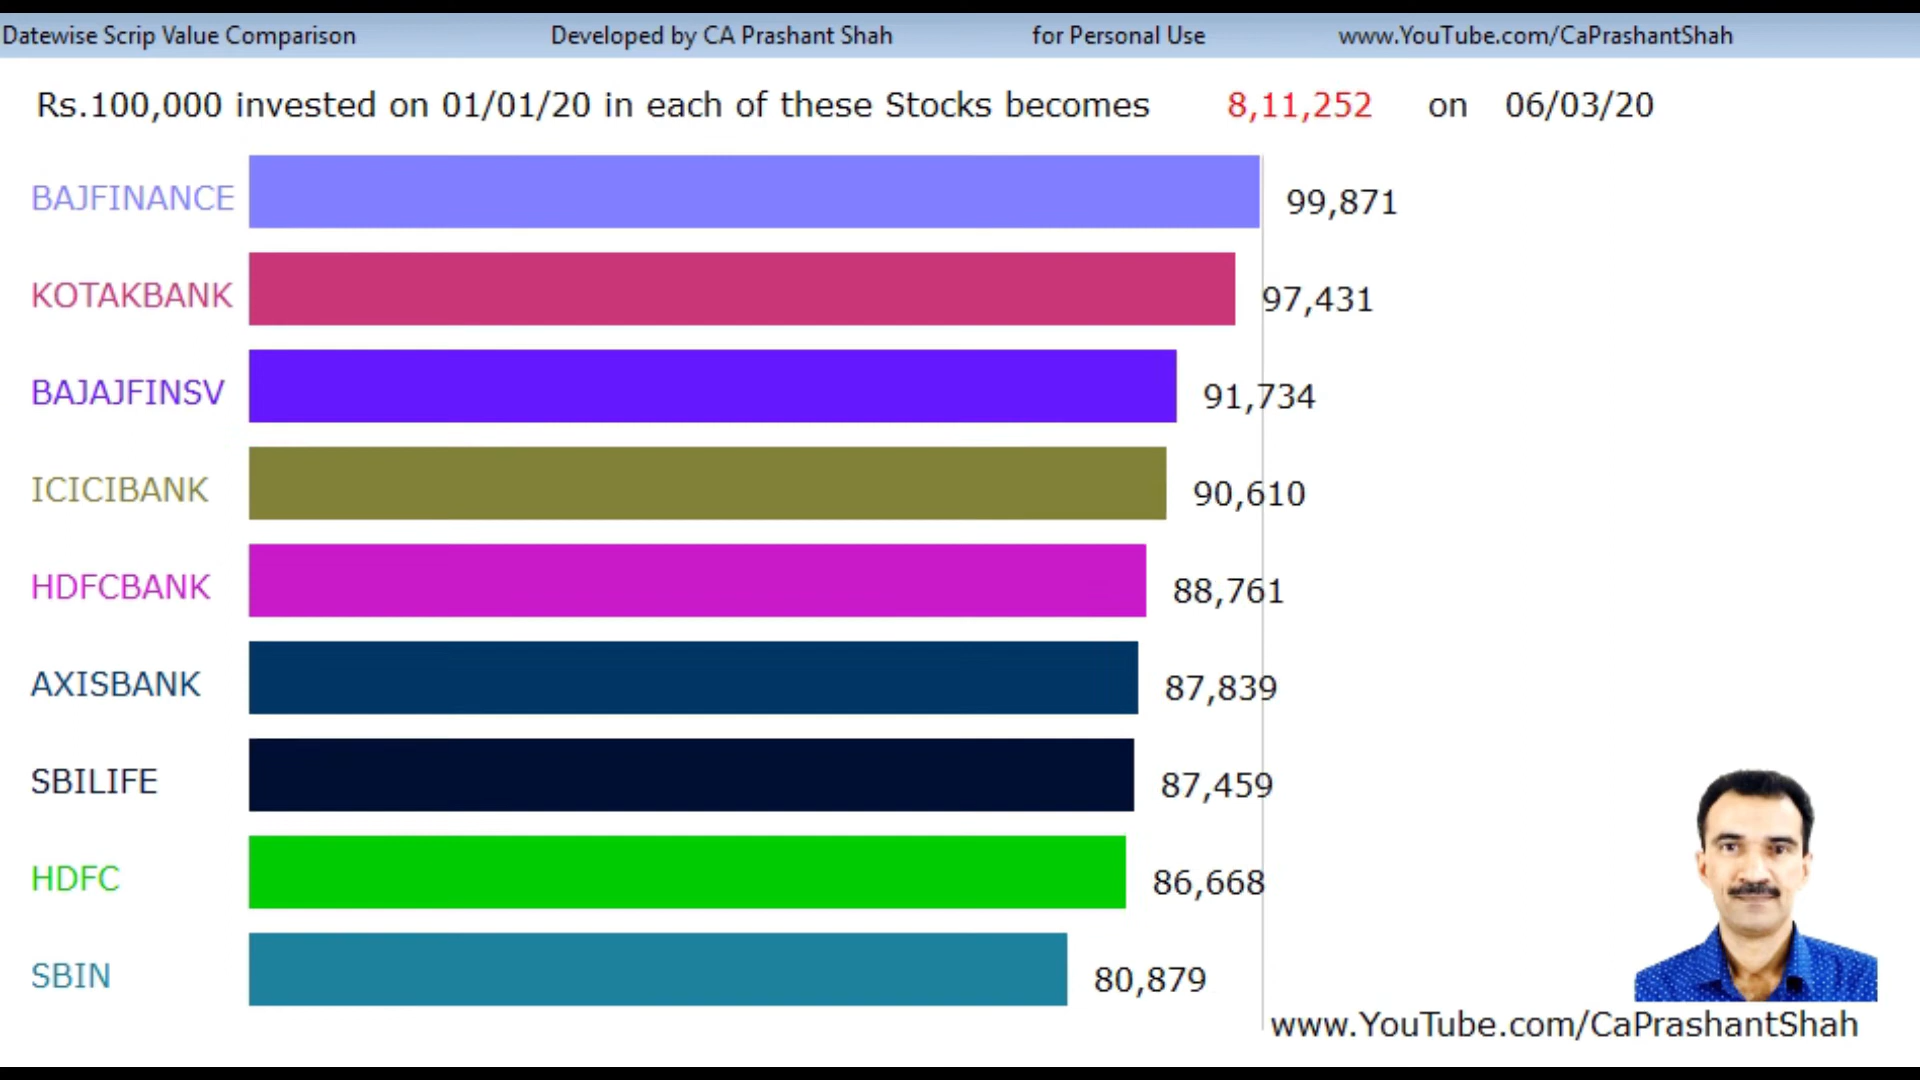 Datewise Scrip Value Comparison Developed by CA Prashant Shah for Personal Use www.YouTube.com/CaPrashantShah
Rs.100,000 invested on 01/01/20 in each of these Stocks becomes 8,11,252 on 06/03/20
BAJFINANCE 99,871
KOTAKBANK 97,431
BAJAJFINSV 91,734
ICICIBANK 90,610
HDFCBANK 88,761
AXISBANK 87,839
SBILIFE 87,459
HDFC 86,668
SBIN 80,879
www.YouTube.com/CaPrashantShah